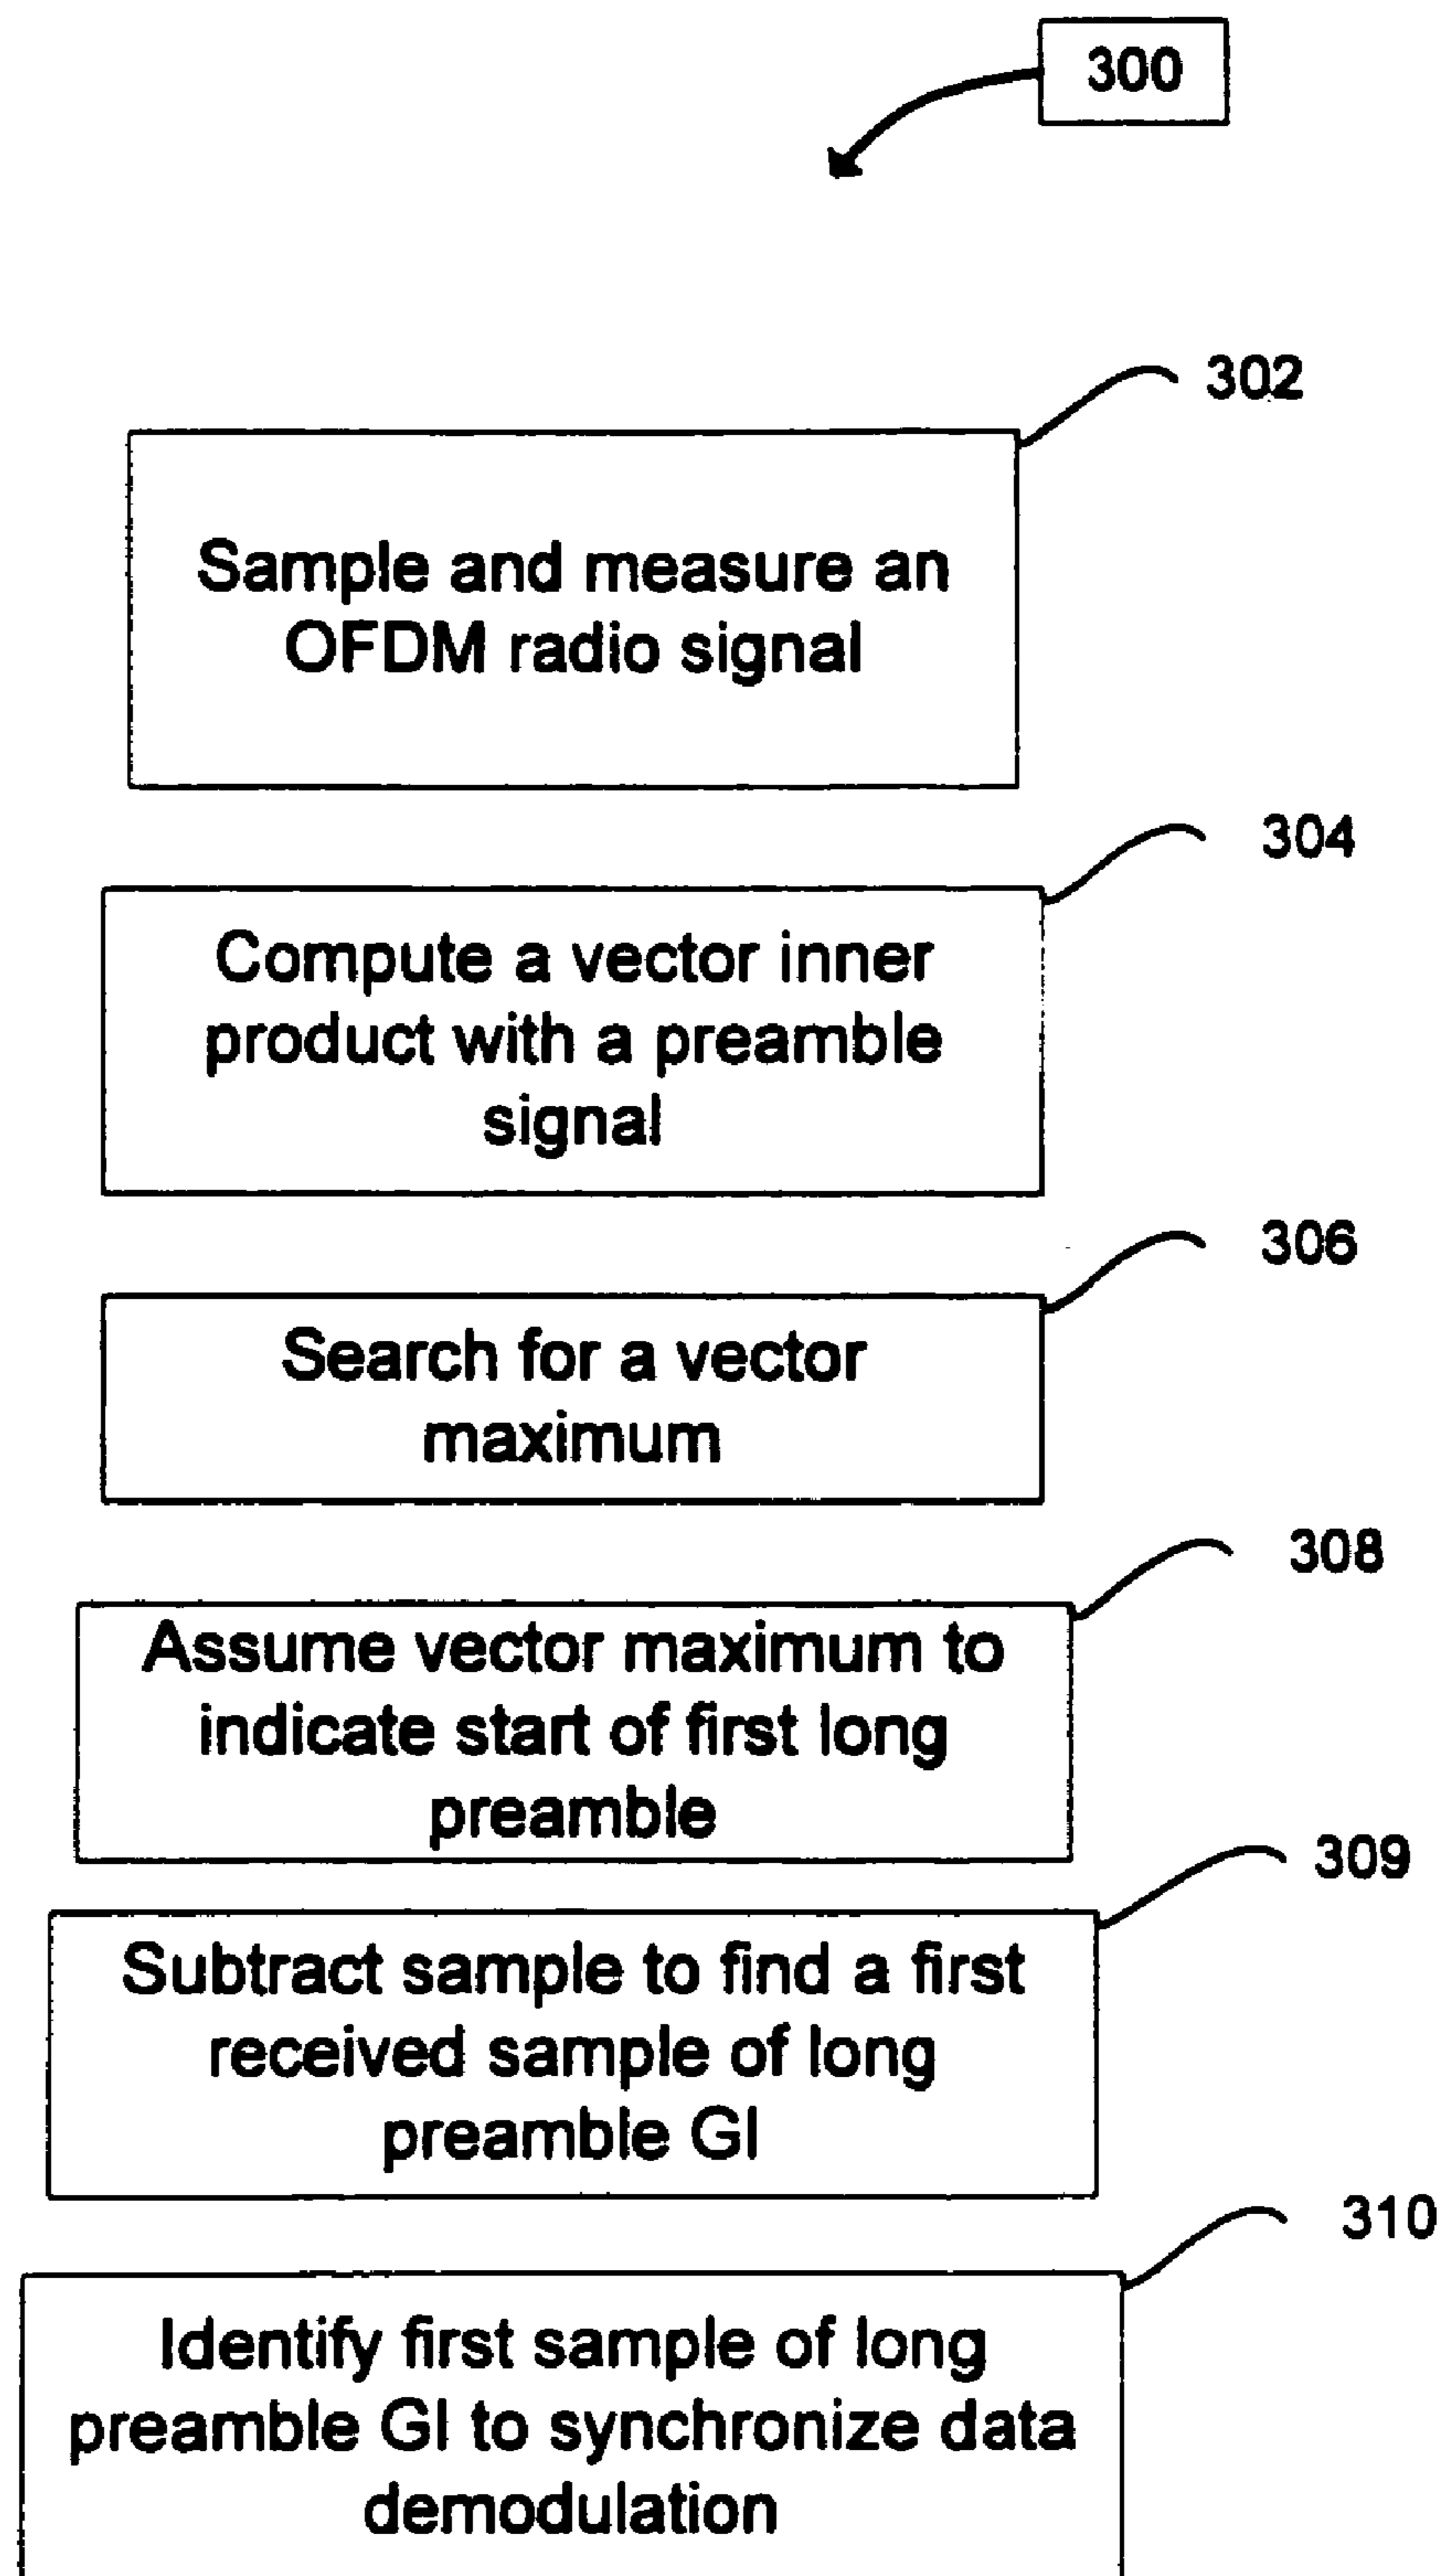 300
302
Sample and measure an
OFDM radio signal
304
Compute a vector inner
product with a preamble
signal
306
Search for a vector
maximum
308
Assume vector maximum to
indicate start of first long
preamble
309
Subtract sample to find a first
received sample of long
preamble GI
310
Identify first sample of long
preamble GI to synchronize data
demodulation